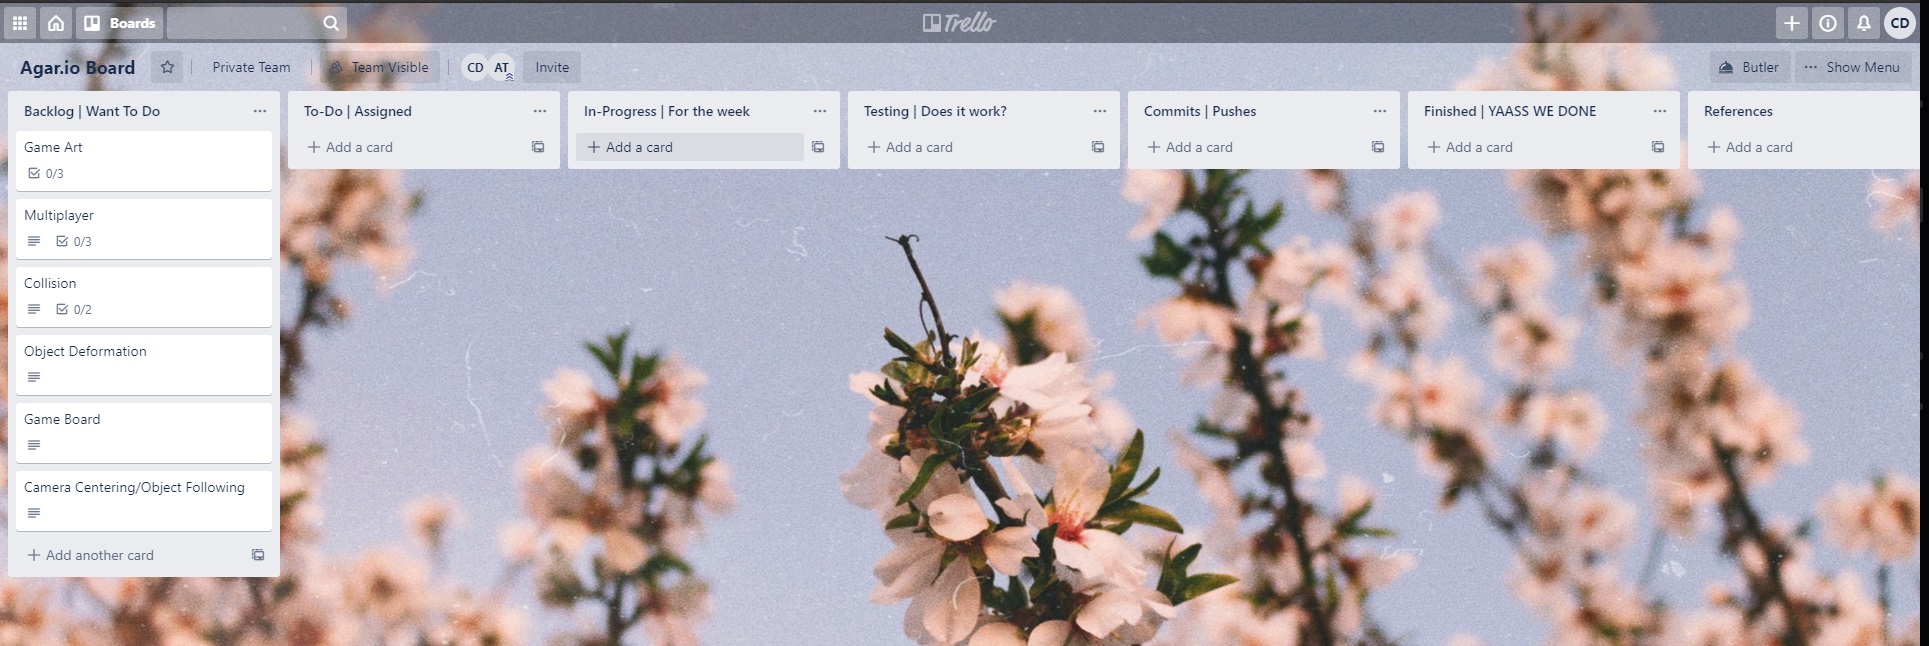 Boards
Trello
CD
Agar.io Board
Private Team
Team Visible
CD
AT
Invite
Butler
Show Menu
Backlog | Want To Do
Game Art
0/3
Multiplayer
0/3
Collision
0/2
Object Deformation
Game Board
Camera Centering/Object Following
+ Add another card
To-Do | Assigned
+ Add a card
In-Progress | For the week
+ Add a card
Testing | Does it work?
+ Add a card
Commits | Pushes
+ Add a card
Finished | YAASS WE DONE
+ Add a card
References
+ Add a card